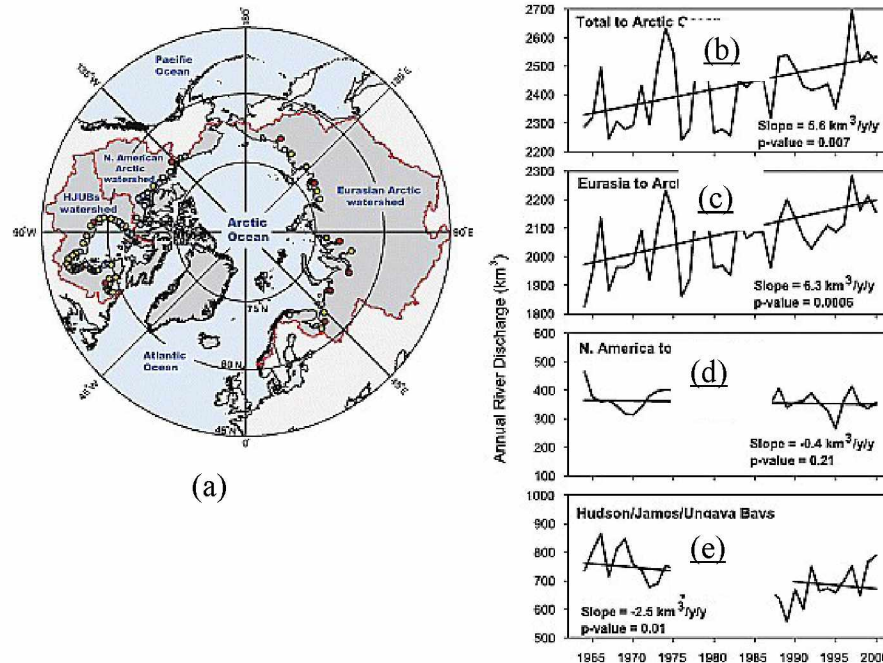 180°
135°W
135°E
Pacific
Ocean
N. American
Arctic
watershed
HJUBs
watershed
Eurasian Arctic
watershed
90°W
90°E
Arctic
Ocean
75 N
Atlantic
Ocean
60 N
45°W
45°E
45 N
0°
(a)
Annual River Discharge (km³)
2700
2600
2500
2400
2300
2200
Total to Arctic
(b)
Slope = 5.6 km³/y/y
p-value = 0.007
2300
2200
2100
2000
1900
1800
Eurasia to
(c)
Slope = 6.3 km³/y/y
p-value = 0.0006
600
500
400
300
200
100
N. America to
(d)
Slope = -0.4 km³/y/y
p-value = 0.21
1000
900
800
700
600
500
Hudson/James/Ungava Bays
(e)
Slope = -2.5 km³/y/y
p-value = 0.01
1965 1970 1975 1980 1985 1990 1995 2000